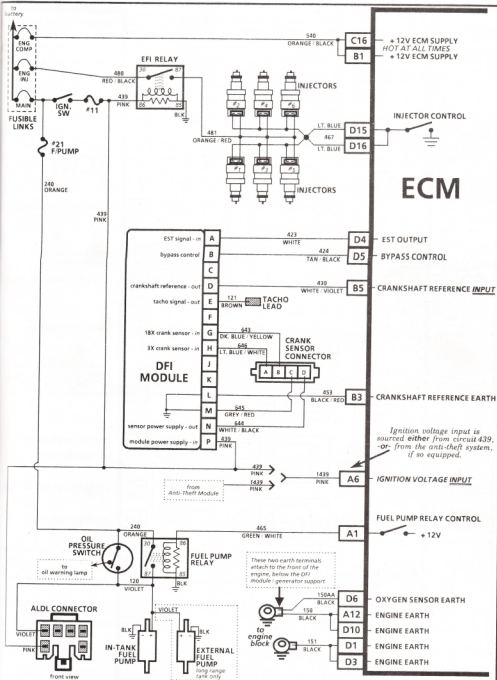 to
battery
540
ORANGE / BLACK
C16
+ 12V ECM SUPPLY
HOT AT ALL TIMES
B1
+ 12V ECM SUPPLY
ENG
COMP
EFI RELAY
30
87
ENG
INJ
480
RED / BLACK
86
85
BLK
MAIN
IGN.
SW
#11
439
PINK
FUSIBLE
LINKS
#21
F/PUMP
INJECTORS
481
ORANGE / RED
LT. BLUE
D15
467
D16
LT. BLUE
INJECTOR CONTROL
INJECTORS
ECM
240
ORANGE
439
PINK
EST signal - in
A
423
WHITE
D4
EST OUTPUT
bypass control
B
424
TAN / BLACK
D5
BYPASS CONTROL
C
crankshaft reference - out
D
430
WHITE / VIOLET
B5
CRANKSHAFT REFERENCE INPUT
tacho signal - out
E
121
BROWN
TACHO
LEAD
F
18X crank sensor - in
G
643
DK. BLUE / YELLOW
3X crank sensor - in
H
646
LT. BLUE / WHITE
CRANK
SENSOR
CONNECTOR
A B C D
DFI
MODULE
J
K
L
453
BLACK / RED
B3
CRANKSHAFT REFERENCE EARTH
M
645
GREY / RED
sensor power supply - out
N
644
WHITE / BLACK
module power supply - in
P
439
PINK
Ignition voltage input is
sourced either from circuit 439,
-or- from the anti-theft system,
if so equipped.
439
PINK
1439
PINK
A6
IGNITION VOLTAGE INPUT
from
Anti-Theft Module
1439
PINK
OIL
PRESSURE
SWITCH
240
ORANGE
30
86
87
85
465
GREEN - WHITE
A1
FUEL PUMP RELAY CONTROL
+ 12V
FUEL PUMP
RELAY
to
oil warning lamp
120
VIOLET
BLK
These two earth terminals
attach to the front of the
engine, below the DFI
module / generator support
ALDL CONNECTOR
VIOLET
PINK
front view
VIOLET
BLK
BLK
IN-TANK
FUEL
PUMP
EXTERNAL
FUEL
PUMP
long range
tank only
to
engine
block
150AA
BLACK
D6
OXYGEN SENSOR EARTH
150
BLACK
A12
ENGINE EARTH
D10
ENGINE EARTH
151
BLACK
D1
ENGINE EARTH
D3
ENGINE EARTH